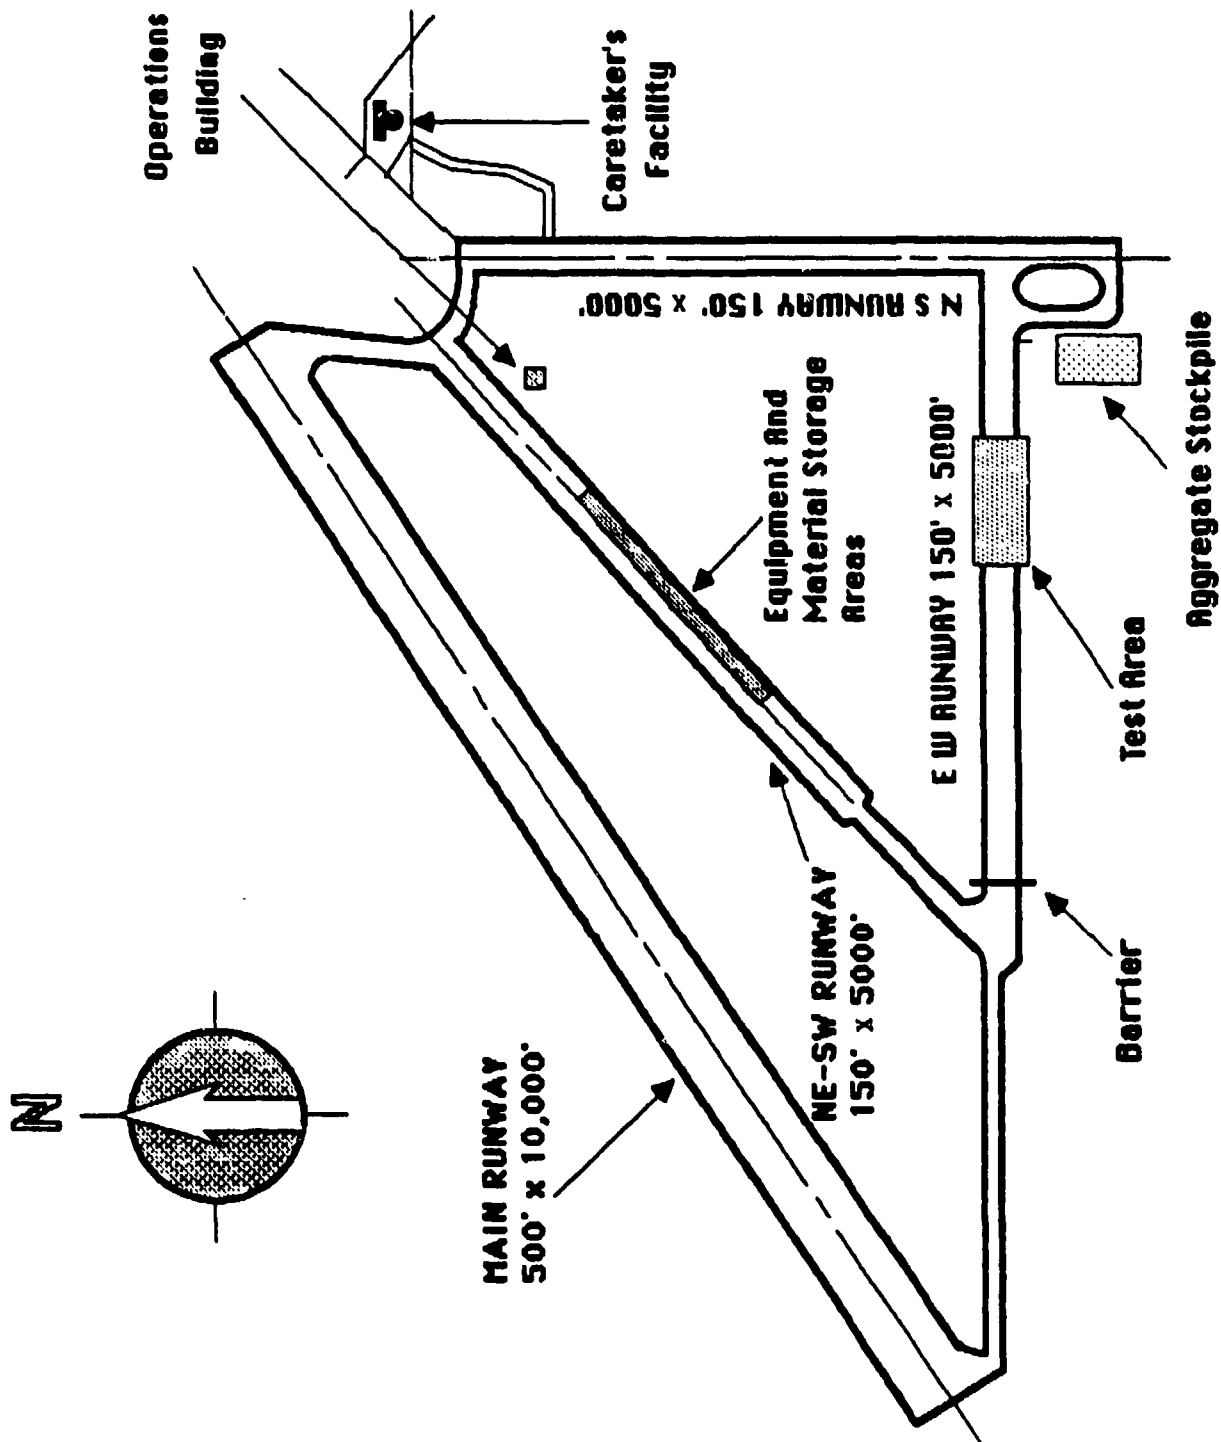 N
Operations
Building
Caretaker's
Facility
N S RUNWAY 150' x 5000'
Equipment And
Material Storage
Areas
E W RUNWAY 150' x 5000'
Aggregate Stockpile
Test Area
MAIN RUNWAY
500' x 10,000'
NE-SW RUNWAY
150' x 5000'
Barrier